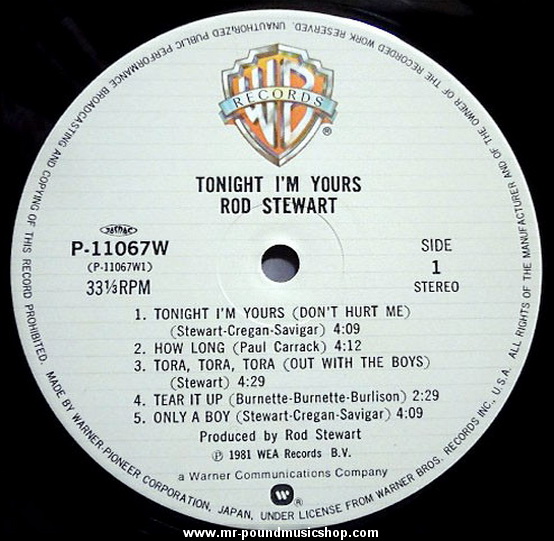 UNAUTHORIZED PUBLIC PERFORMANCE BROADCASTING AND COPYING OF THIS RECORD PROHIBITED. MADE BY WARNER-PIONEER CORPORATION, JAPAN, UNDER LICENSE FROM WARNER BROS. RECORDS INC., U.S.A. ALL RIGHTS OF THE MANUFACTURER AND OF THE OWNER OF THE RECORDED WORK RESERVED.
WB
RECORDS
®
TONIGHT I'M YOURS
ROD STEWART
P-11067W
(P-11067W1)
33⅓RPM
SIDE
1
STEREO
1. TONIGHT I'M YOURS (DON'T HURT ME)
(Stewart-Cregan-Savigar) 4:09
2. HOW LONG (Paul Carrack) 4:12
3. TORA, TORA, TORA (OUT WITH THE BOYS)
(Stewart) 4:29
4. TEAR IT UP (Burnette-Burnette-Burlison) 2:29
5. ONLY A BOY (Stewart-Cregan-Savigar) 4:09
Produced by Rod Stewart
℗ 1981 WEA Records B.V.
a Warner Communications Company
®
www.mr-poundmusicshop.com